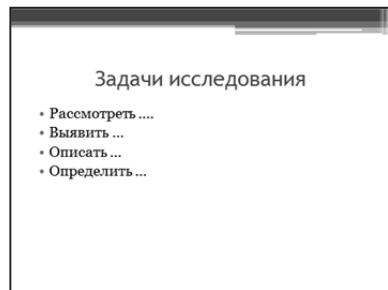 Задачи исследования
• Рассмотреть ....
• Выявить ...
• Описать ...
• Определить ...